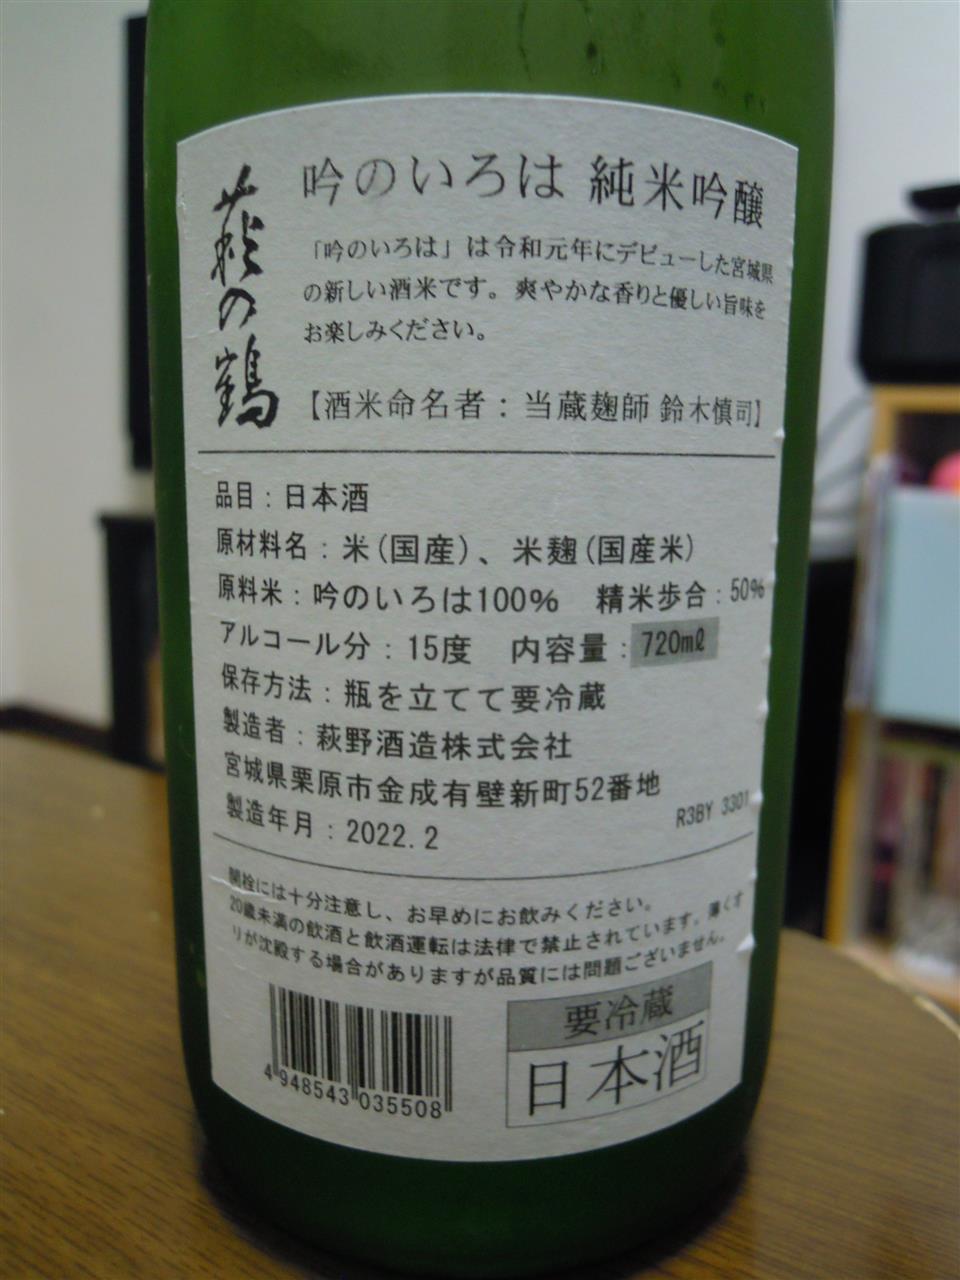 萩の鶴
吟のいろは 純米吟醸
「吟のいろは」は令和元年にデビューした宮城県
の新しい酒米です。爽やかな香りと優しい旨味を
お楽しみください。
【酒米命名者：当蔵麹師 鈴木慎司】
品目：日本酒
原材料名：米(国産)、米麹(国産米)
原料米：吟のいろは100% 精米歩合：50%
アルコール分：15度 内容量：720mℓ
保存方法：瓶を立てて要冷蔵
製造者：萩野酒造株式会社
宮城県栗原市金成有壁新町52番地
製造年月：2022.2
R3BY 3301
開栓には十分注意し、お早めにお飲みください。
20歳未満の飲酒と飲酒運転は法律で禁止されています。薄くす
りが沈殿する場合がありますが品質には問題ございません。
4 948543 035508
要冷蔵
日本酒